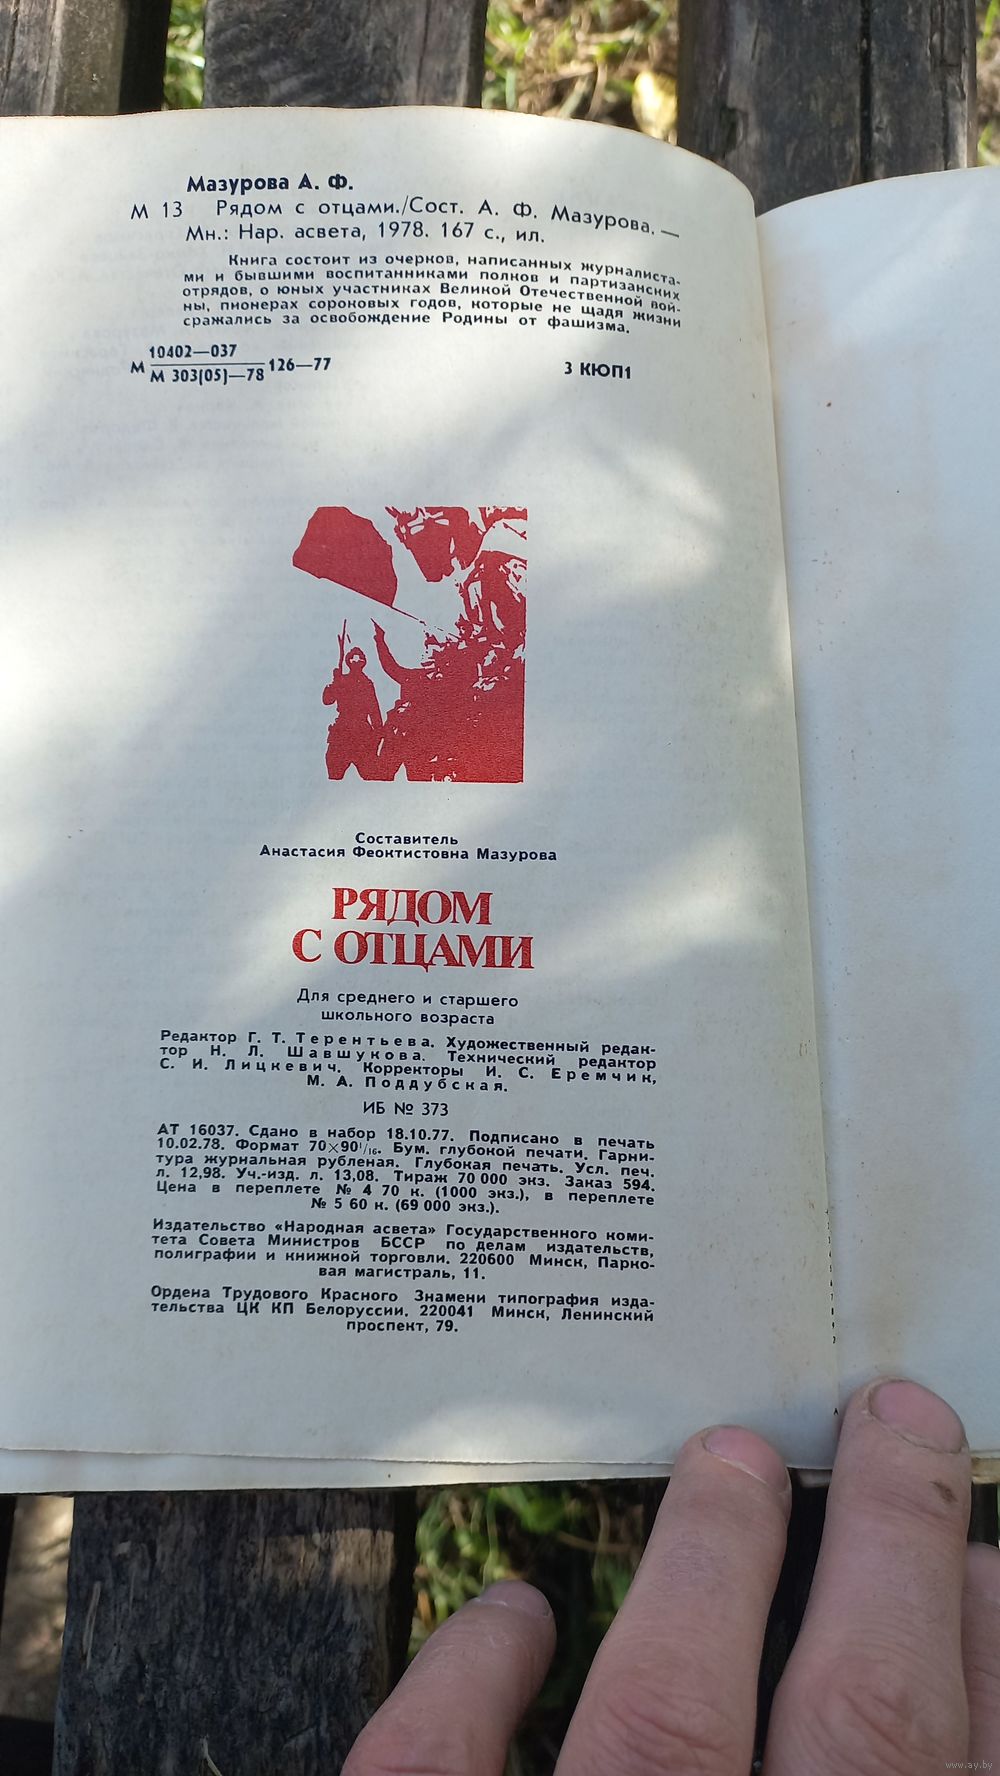 Мазурова А. Ф.
М 13 Рядом с отцами./Сост. А. Ф. Мазурова. —
Мн.: Нар. асвета, 1978. 167 с., ил.
Книга состоит из очерков, написанных журналиста-
ми и бывшими воспитанниками полков и партизанских
отрядов, о юных участниках Великой Отечественной вой-
ны, пионерах сороковых годов, которые не щадя жизни
сражались за освобождение Родины от фашизма.
10402—037
М 126—77
М 303(05)—78
3 КЮП1
Составитель
Анастасия Феоктистовна Мазурова
РЯДОМ
С ОТЦАМИ
Для среднего и старшего
школьного возраста
Редактор Г. Т. Терентьева. Художественный редак-
тор Н. Л. Шавшукова. Технический редактор
С. И. Лицкевич. Корректоры И. С. Еремчик,
М. А. Поддубская.
ИБ № 373
АТ 16037. Сдано в набор 18.10.77. Подписано в печать
10.02.78. Формат 70×90¹/₁₆. Бум. глубокой печати. Гарни-
тура журнальная рубленая. Глубокая печать. Усл. печ.
л. 12,98. Уч.-изд. л. 13,08. Тираж 70 000 экз. Заказ 594.
Цена в переплете № 4 70 к. (1000 экз.), в переплете
№ 5 60 к. (69 000 экз.).
Издательство «Народная асвета» Государственного коми-
тета Совета Министров БССР по делам издательств,
полиграфии и книжной торговли. 220600 Минск, Парко-
вая магистраль, 11.
Ордена Трудового Красного Знамени типография изда-
тельства ЦК КП Белоруссии. 220041 Минск, Ленинский
проспект, 79.
www.ay.by